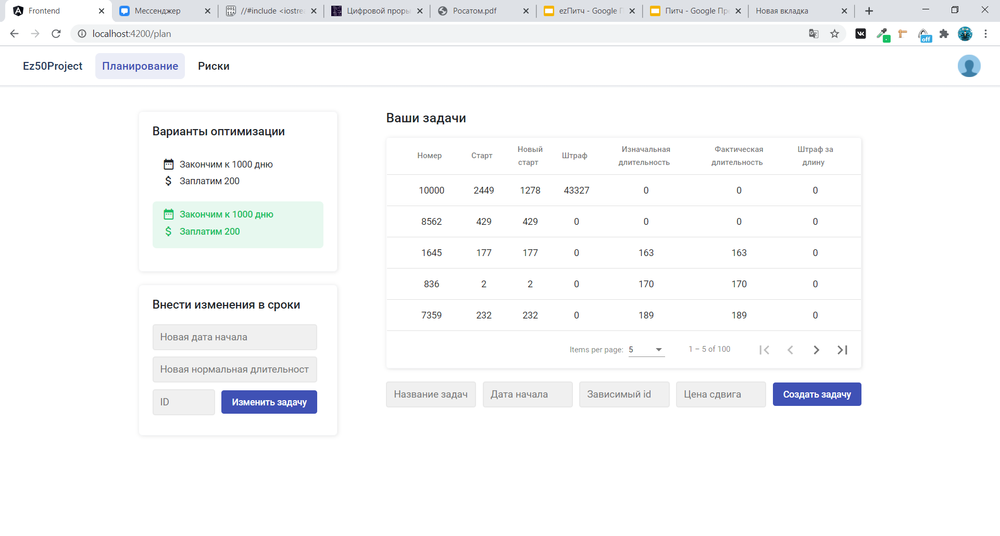 Frontend
Мессенджер
//#include <iostrea
Цифровой проры
Росатом.pdf
ezПитч - Google П
Питч - Google Пре
Новая вкладка
localhost:4200/plan
off
Ez50Project
Планирование
Риски
Варианты оптимизации
Закончим к 1000 дню
Заплатим 200
Закончим к 1000 дню
Заплатим 200
Внести изменения в сроки
Новая дата начала
Новая нормальная длительност
ID
Изменить задачу
Ваши задачи
Номер Старт Новый старт Штраф Изначальная длительность Фактическая длительность Штраф за длину
10000 2449 1278 43327 0 0 0
8562 429 429 0 0 0 0
1645 177 177 0 163 163 0
836 2 2 0 170 170 0
7359 232 232 0 189 189 0
Items per page: 5 1 – 5 of 100
Название задач
Дата начала
Зависимый id
Цена сдвига
Создать задачу